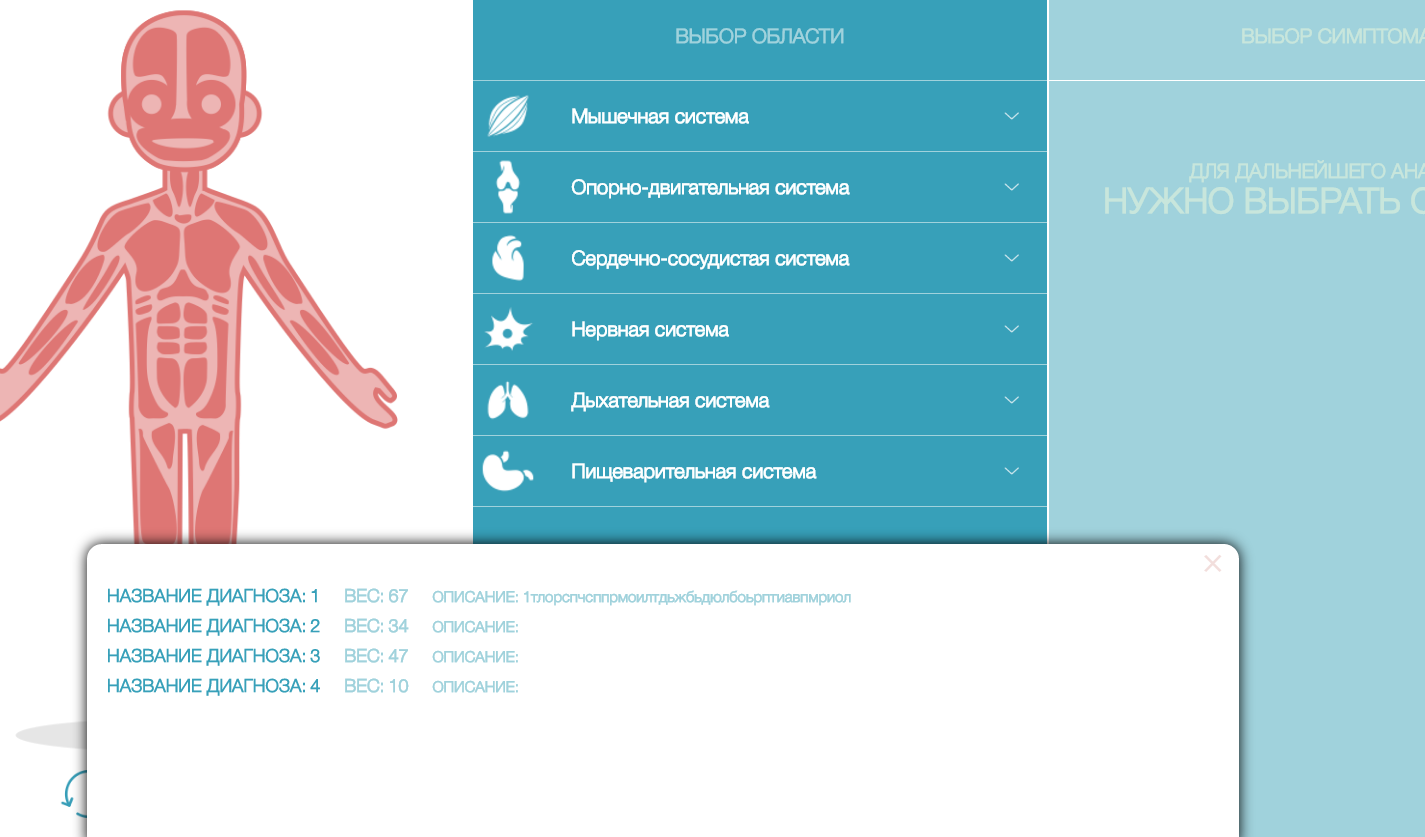 ВЫБОР ОБЛАСТИ
ВЫБОР СИМПТОМА
Мышечная система
Опорно-двигательная система
Сердечно-сосудистая система
Нервная система
Дыхательная система
Пищеварительная система
ДЛЯ ДАЛЬНЕЙШЕГО АНА
НУЖНО ВЫБРАТЬ С
НАЗВАНИЕ ДИАГНОЗА: 1 ВЕС: 67 ОПИСАНИЕ: 1тлорспчсппрмоилтдьжбьдюлбоьрптиавпмриол
НАЗВАНИЕ ДИАГНОЗА: 2 ВЕС: 34 ОПИСАНИЕ:
НАЗВАНИЕ ДИАГНОЗА: 3 ВЕС: 47 ОПИСАНИЕ:
НАЗВАНИЕ ДИАГНОЗА: 4 ВЕС: 10 ОПИСАНИЕ: